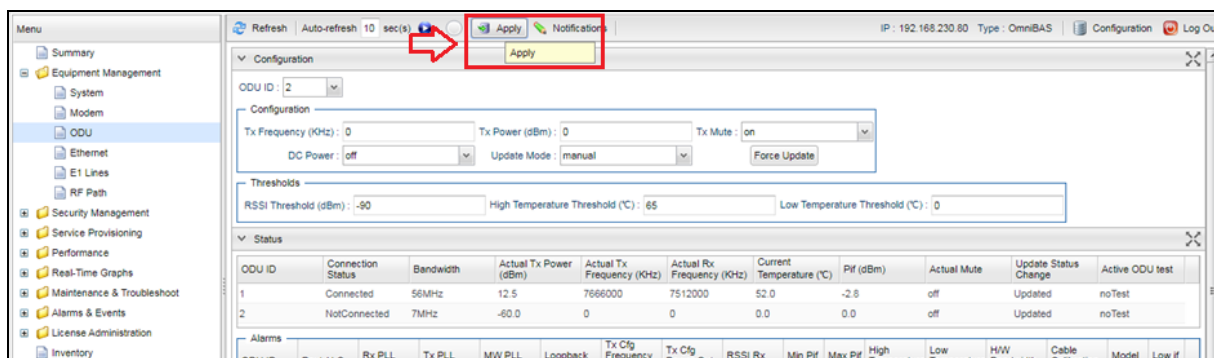 Menu
Refresh Auto-refresh 10 sec(s) Apply Notifications IP : 192.168.230.80 Type : OmniBAS Configuration Log Ou
Apply
Summary
Equipment Management
System
Modem
ODU
Ethernet
E1 Lines
RF Path
Security Management
Service Provisioning
Performance
Real-Time Graphs
Maintenance & Troubleshoot
Alarms & Events
License Administration
Inventory
Configuration
ODU ID : 2
Configuration
Tx Frequency (KHz) : 0 Tx Power (dBm) : 0 Tx Mute : on
DC Power : off Update Mode : manual Force Update
Thresholds
RSSI Threshold (dBm) : -90 High Temperature Threshold (℃) : 65 Low Temperature Threshold (℃) : 0
Status
ODU ID Connection Status Bandwidth Actual Tx Power (dBm) Actual Tx Frequency (KHz) Actual Rx Frequency (KHz) Current Temperature (℃) Pif (dBm) Actual Mute Update Status Change Active ODU test
1 Connected 56MHz 12.5 7666000 7512000 52.0 -2.8 off Updated noTest
2 NotConnected 7MHz -60.0 0 0 0.0 0.0 off Updated noTest
Alarms
Rx PLL Tx PLL MW PLL Loopback Tx Cfg Frequency Tx Cfg RSSI Rx Min Pif Max Pif High Low H/W Cable Model Low if